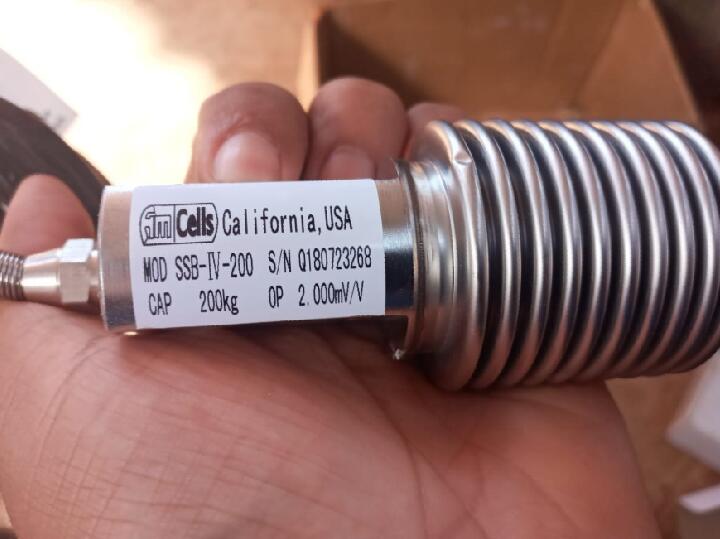 Cells California, USA
MOD SSB-IV-200 S/N Q180723268
CAP 200kg OP 2.000mV/V